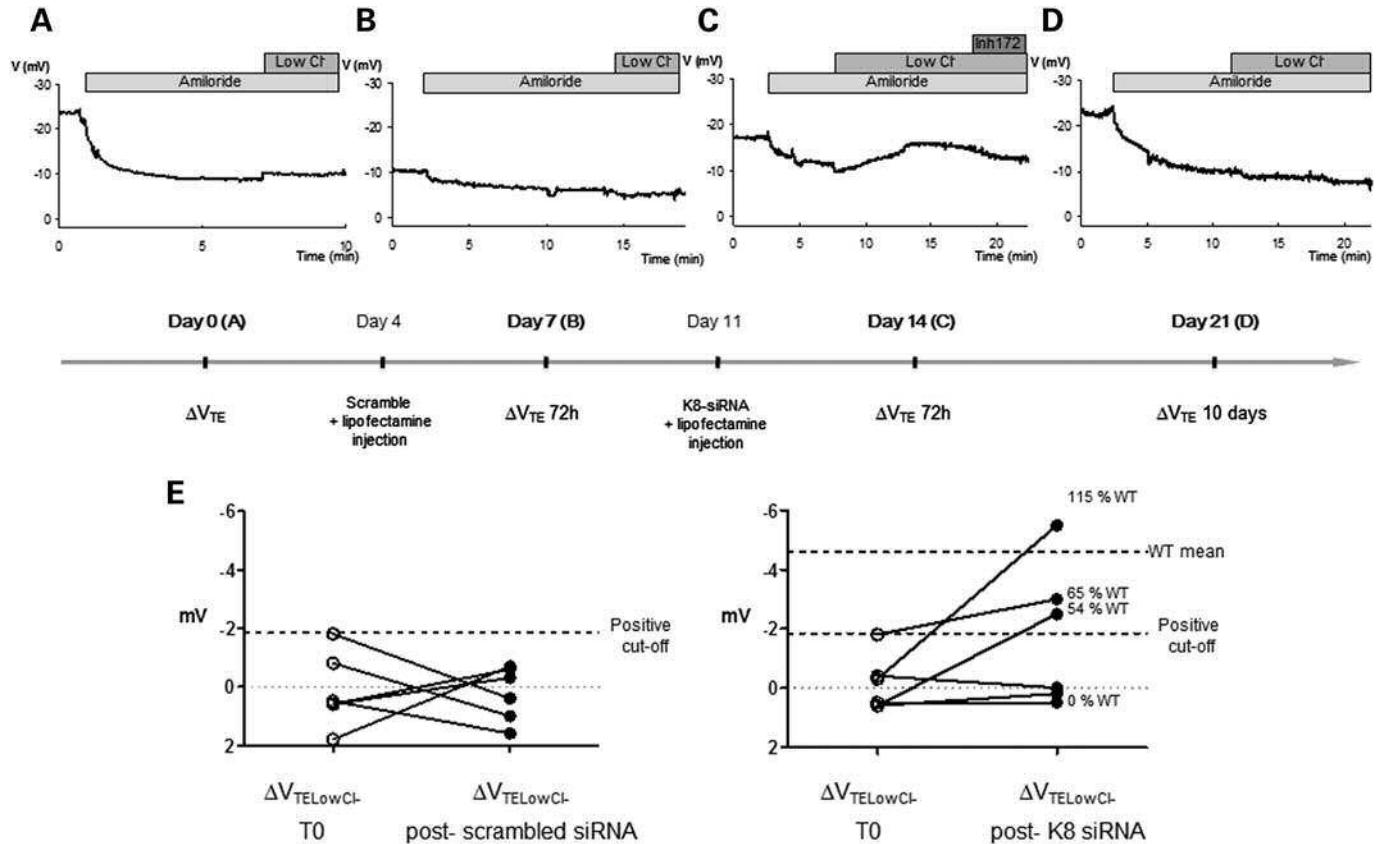 A
B
C
D
V (mV)
Low Cl-
Amiloride
-30
-20
-10
0
0
5
10
Time (min)
V (mV)
Low Cl-
Amiloride
-30
-20
-10
0
0
5
10
15
Time (min)
V (mV)
Inh172
Low Cl-
Amiloride
-30
-20
-10
0
0
5
10
15
20
Time (min)
V (mV)
Low Cl-
Amiloride
-30
-20
-10
0
0
5
10
15
20
Time (min)
Day 0 (A)
Day 4
Day 7 (B)
Day 11
Day 14 (C)
Day 21 (D)
ΔVTE
Scramble
+ lipofectamine
injection
ΔVTE 72h
K8-siRNA
+ lipofectamine
injection
ΔVTE 72h
ΔVTE 10 days
E
-6
-4
mV
-2
0
2
Positive
cut-off
ΔVTELowCl-
T0
ΔVTELowCl-
post- scrambled siRNA
-6
-4
mV
-2
0
2
115 % WT
WT mean
65 % WT
54 % WT
Positive
cut-off
0 % WT
ΔVTELowCl-
T0
ΔVTELowCl-
post- K8 siRNA